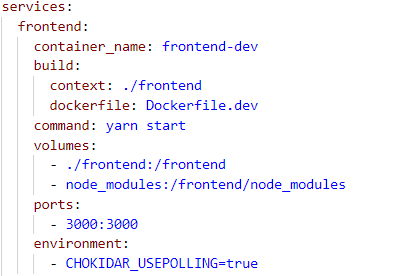 services:
  frontend:
    container_name: frontend-dev
    build:
      context: ./frontend
      dockerfile: Dockerfile.dev
    command: yarn start
    volumes:
      - ./frontend:/frontend
      - node_modules:/frontend/node_modules
    ports:
      - 3000:3000
    environment:
      - CHOKIDAR_USEPOLLING=true